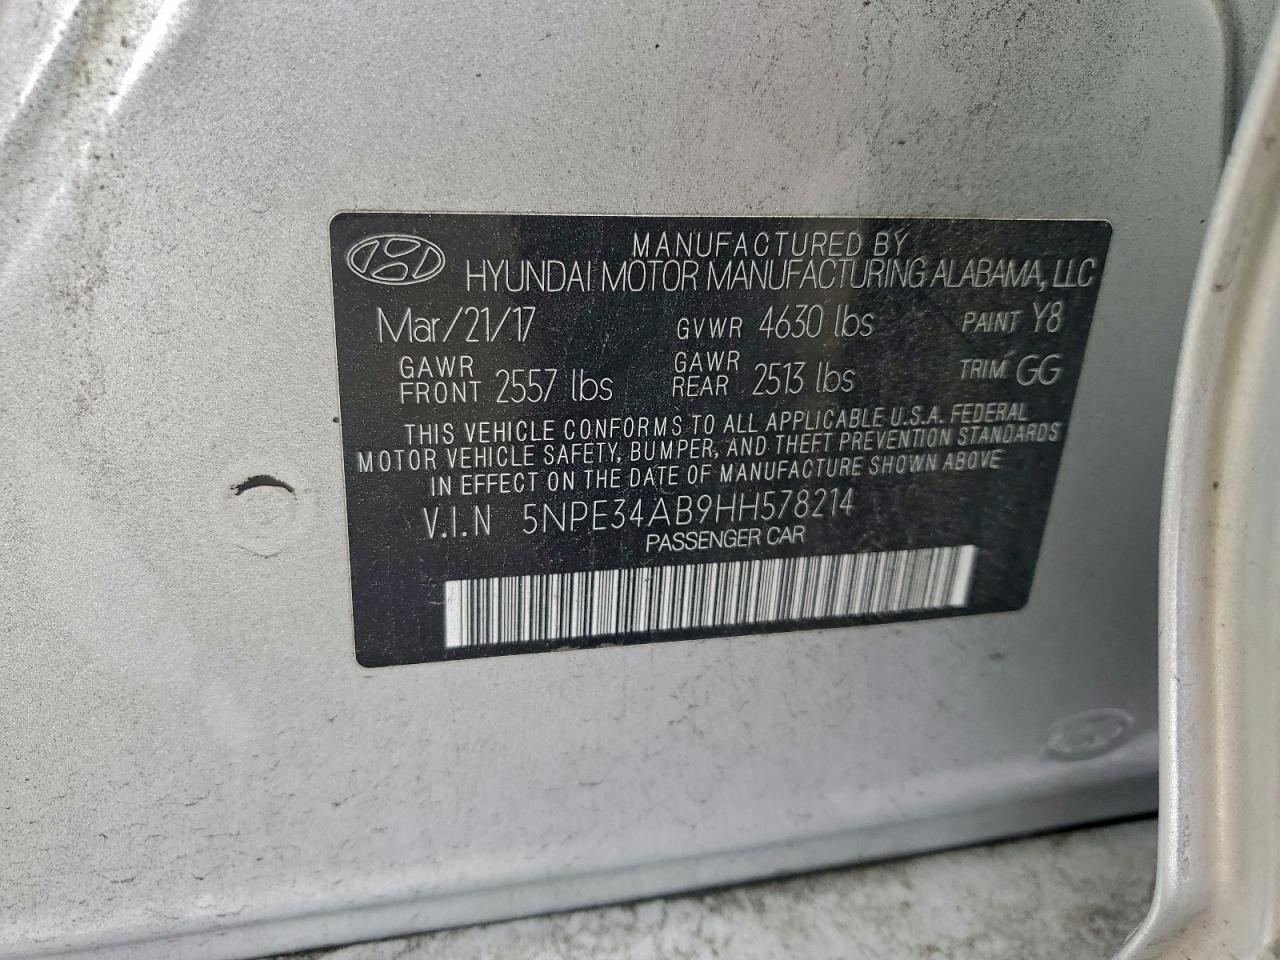 MANUFACTURED BY
HYUNDAI MOTOR MANUFACTURING ALABAMA, LLC
Mar/21/17 GVWR 4630 lbs PAINT Y8
GAWR FRONT 2557 lbs GAWR REAR 2513 lbs TRIM GG
THIS VEHICLE CONFORMS TO ALL APPLICABLE U.S.A. FEDERAL
MOTOR VEHICLE SAFETY, BUMPER, AND THEFT PREVENTION STANDARDS
IN EFFECT ON THE DATE OF MANUFACTURE SHOWN ABOVE
V.I.N 5NPE34AB9HH578214
PASSENGER CAR